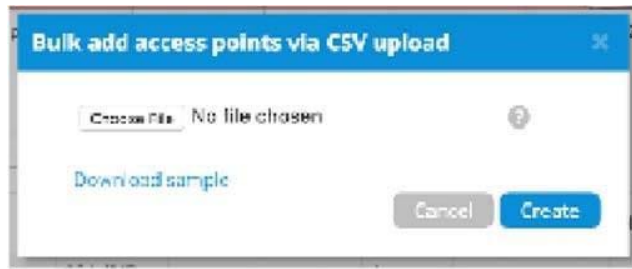 Bulk add access points via CSV upload
Choose File No file chosen
Download sample
Cancel Create